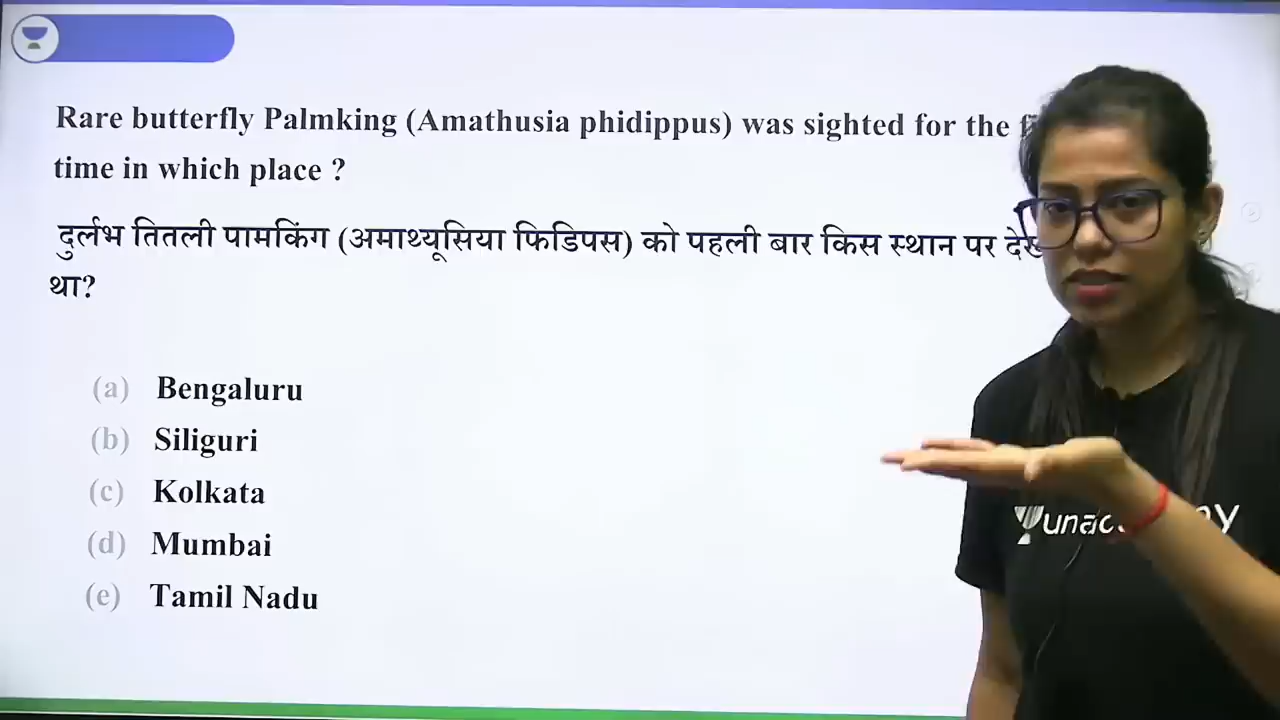 Rare butterfly Palmking (Amathusia phidippus) was sighted for the
time in which place ?
दुर्लभ तितली पामकिंग (अमाथ्यूसिया फिडिपस) को पहली बार किस स्थान पर
था?
(a) Bengaluru
(b) Siliguri
(c) Kolkata
(d) Mumbai
(e) Tamil Nadu